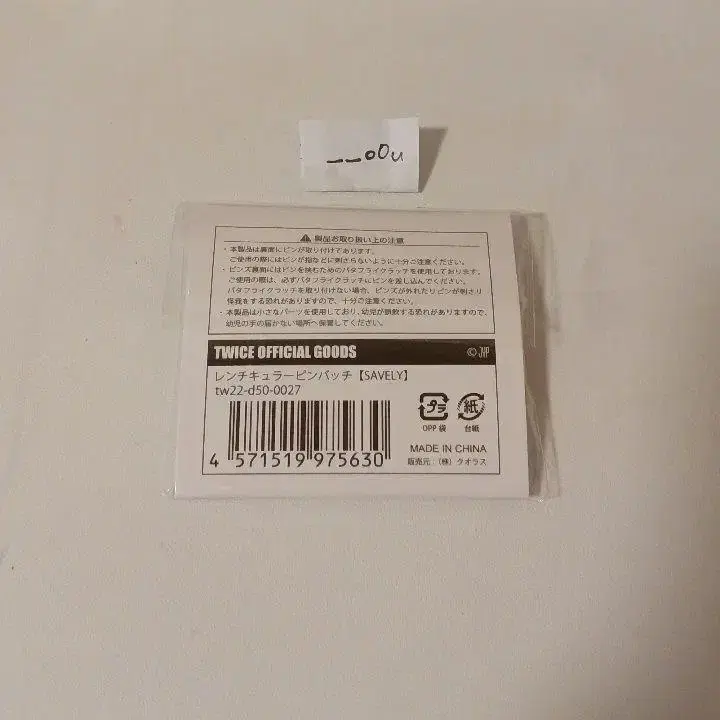 __o0u
⚠ 製品お取り扱い上の注意
・本製品は裏面にピンが取り付けてあります。
ご使用の際にはピンが指などに刺さらないように十分ご注意ください。
・ピンズ裏面にはピンを挟むためのバタフライクラッチを使用しております。
ご使用の際は、必ずバタフライクラッチにピンを差し込んでください。
バタフライクラッチを取り付けない場合、ピンズが外れたりピンが刺さり
怪我をする恐れがありますので、十分ご注意ください。
・本製品は小さなパーツを使用しており、幼児が誤飲する恐れがありますので、
幼児の手の届かない場所へ保管してください。
TWICE OFFICIAL GOODS © JYP
レンチキュラーピンバッチ【SAVELY】
tw22-d50-0027
プラ 紙
OPP 袋 台紙
MADE IN CHINA
販売元:(株)タオラス
4 571519 975630